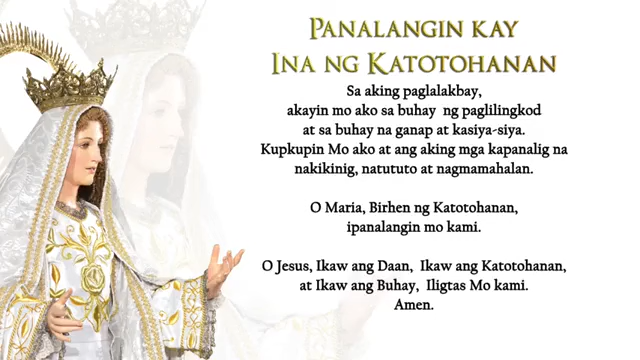 PANALANGIN KAY
INA NG KATOTOHANAN
Sa aking paglalakbay,
akayin mo ako sa buhay ng paglilingkod
at sa buhay na ganap at kasiya-siya.
Kupkupin Mo ako at ang aking mga kapanalig na
nakikinig, natututo at nagmamahalan.
O Maria, Birhen ng Katotohanan,
ipanalangin mo kami.
O Jesus, Ikaw ang Daan, Ikaw ang Katotohanan,
at Ikaw ang Buhay, Iligtas Mo kami.
Amen.